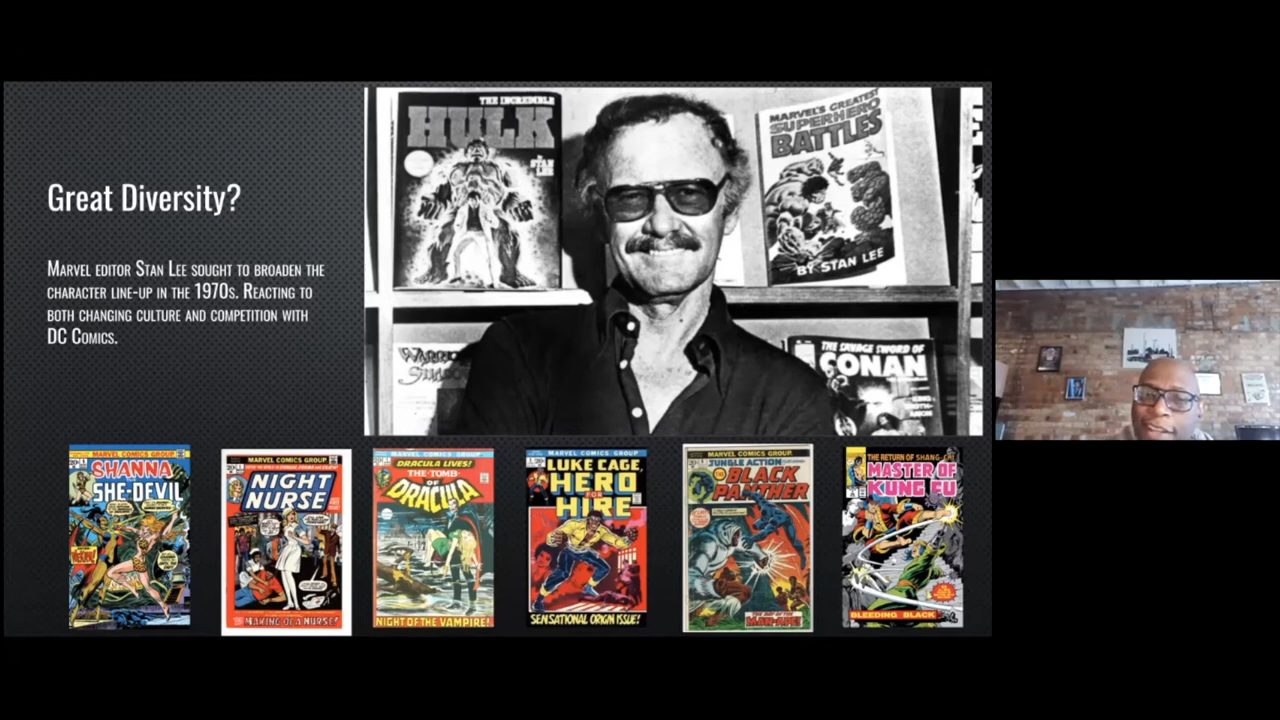 Great Diversity?
MARVEL EDITOR STAN LEE SOUGHT TO BROADEN THE
CHARACTER LINE-UP IN THE 1970S. REACTING TO
BOTH CHANGING CULTURE AND COMPETITION WITH
DC COMICS.
THE INCREDIBLE
HULK
BY
STAN
LEE
MARVEL'S GREATEST
SUPERHERO
BATTLES
BY STAN LEE
THE SAVAGE SWORD OF
CONAN
MARVEL COMICS GROUP
SHANNA
SHE-DEVIL
MARVEL COMICS GROUP
NIGHT
NURSE
THE MAKING OF A NURSE!
MARVEL COMICS GROUP
DRACULA LIVES!
THE TOMB
OF
DRACULA
NIGHT OF THE VAMPIRE!
MARVEL COMICS GROUP
LUKE CAGE,
HERO
FOR
HIRE
SENSATIONAL ORIGIN ISSUE!
MARVEL COMICS GROUP
JUNGLE ACTION
BLACK
PANTHER
MAN-APE!
THE RETURN OF SHANG-CHI
MASTER OF
KUNG FU
BLEEDING BLACK